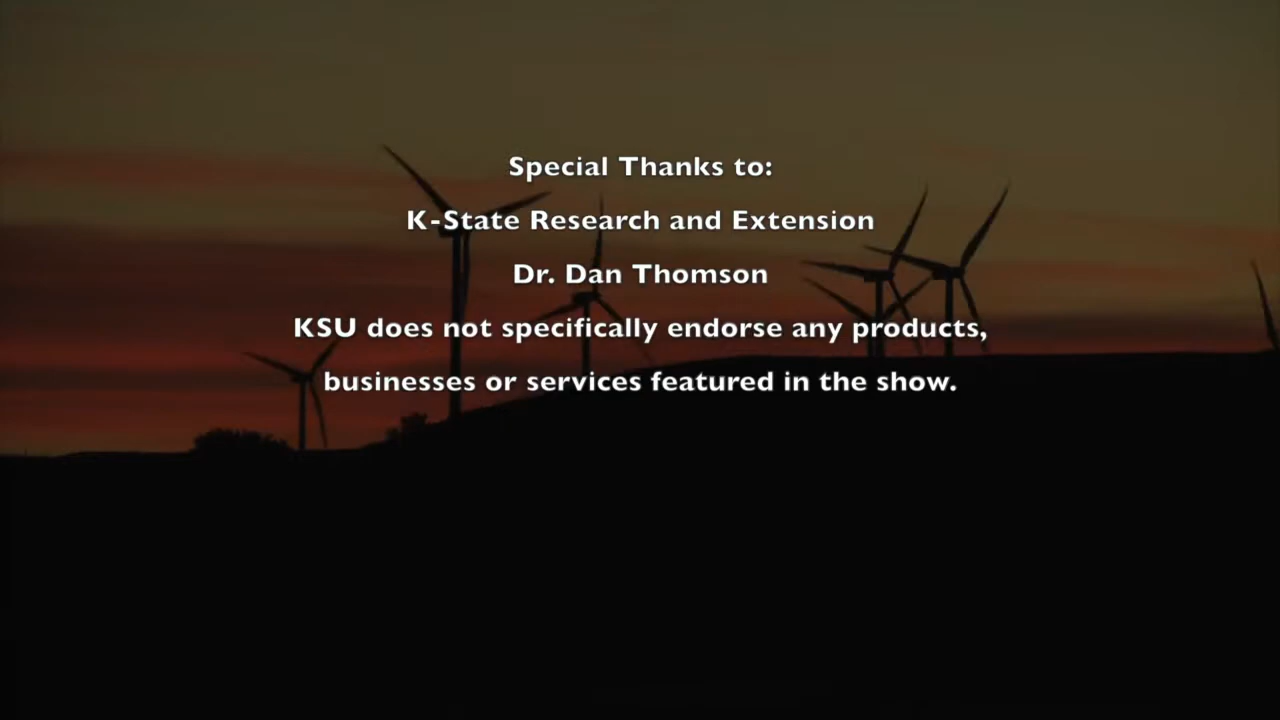 Special Thanks to:
K-State Research and Extension
Dr. Dan Thomson
KSU does not specifically endorse any products,
businesses or services featured in the show.